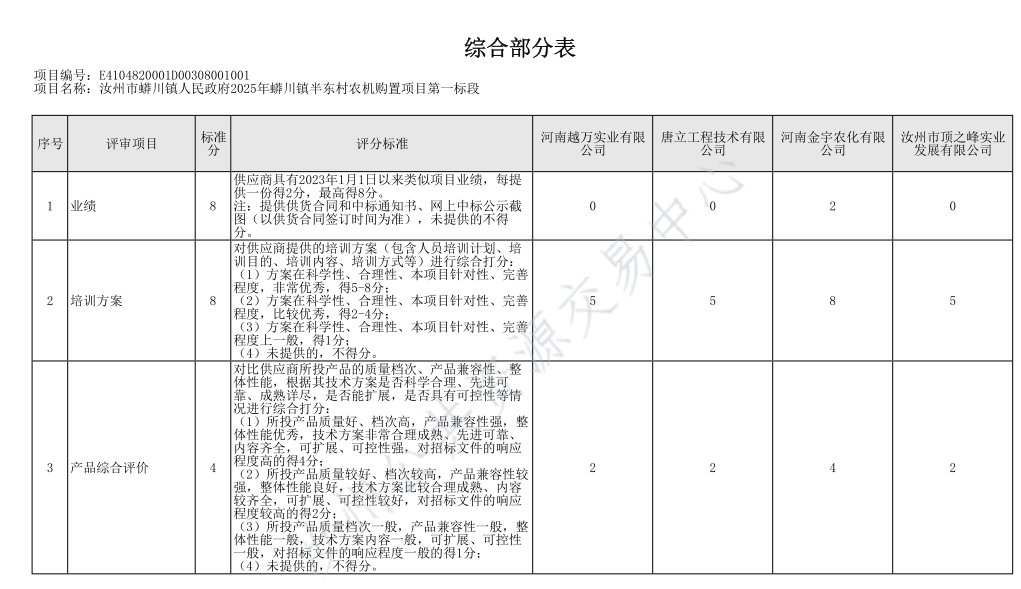 综合部分表
项目编号：E4104820001D00308001001
项目名称：汝州市蟒川镇人民政府2025年蟒川镇半东村农机购置项目第一标段
序号
评审项目
标准
分
评分标准
河南越万实业有限
公司
唐立工程技术有限
公司
河南金宇农化有限
公司
汝州市顶之峰实业
发展有限公司
1
业绩
8
供应商具有2023年1月1日以来类似项目业绩，每提
供一份得2分，最高得8分。
注：提供供货合同和中标通知书、网上中标公示截
图（以供货合同签订时间为准），未提供的不得
分。
0
0
2
0
2
培训方案
8
对供应商提供的培训方案（包含人员培训计划、培
训目的、培训内容、培训方式等）进行综合打分：
（1）方案在科学性、合理性、本项目针对性、完善
程度，非常优秀，得5-8分；
（2）方案在科学性、合理性、本项目针对性、完善
程度，比较优秀，得2-4分；
（3）方案在科学性、合理性、本项目针对性、完善
程度上一般，得1分；
（4）未提供的，不得分。
5
5
8
5
3
产品综合评价
4
对比供应商所投产品的质量档次、产品兼容性、整
体性能，根据其技术方案是否科学合理、先进可
靠、成熟详尽，是否能扩展，是否具有可控性等情
况进行综合打分：
（1）所投产品质量好、档次高，产品兼容性强，整
体性能优秀，技术方案非常合理成熟、先进可靠、
内容齐全，可扩展、可控性强，对招标文件的响应
程度高的得4分；
（2）所投产品质量较好、档次较高，产品兼容性较
强，整体性能良好，技术方案比较合理成熟、内容
较齐全，可扩展、可控性较好，对招标文件的响应
程度较高的得2分；
（3）所投产品质量档次一般，产品兼容性一般，整
体性能一般，技术方案内容一般，可扩展、可控性
一般，对招标文件的响应程度一般的得1分；
（4）未提供的，不得分。
2
2
4
2
汝州公共资源交易中心